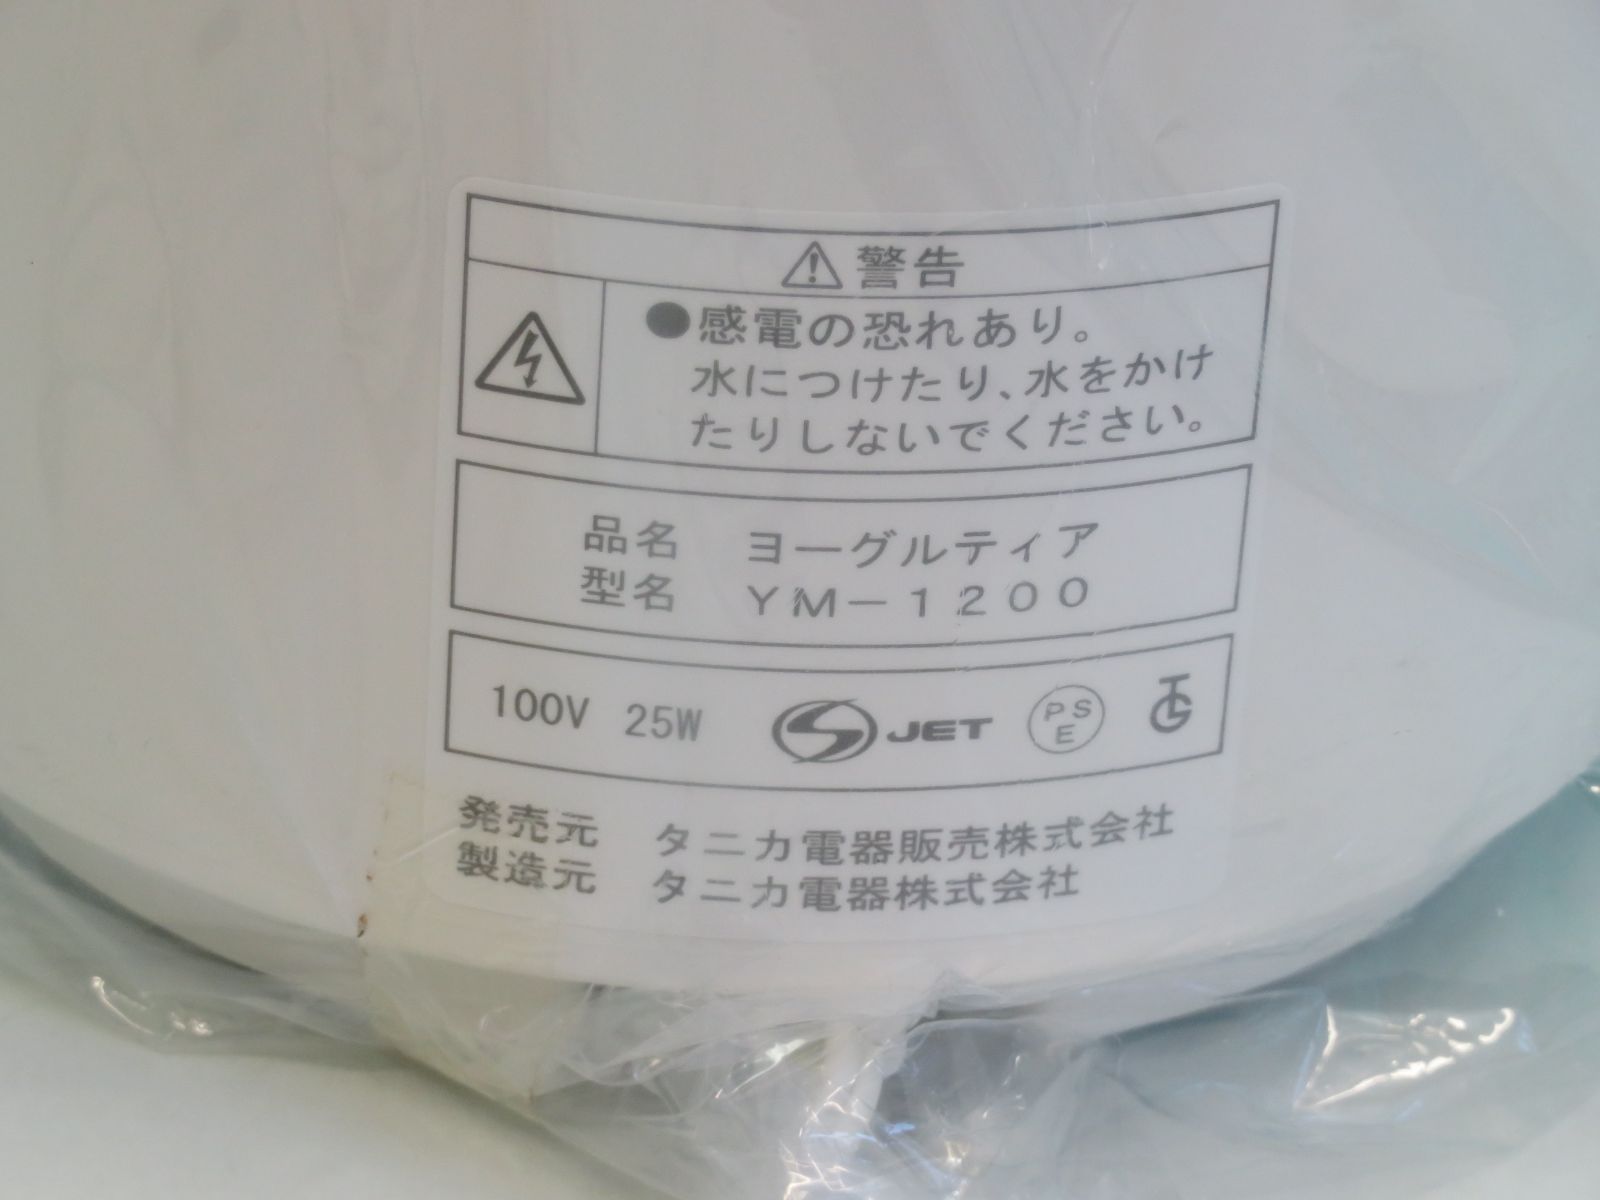 警告
●感電の恐れあり。
水につけたり、水をかけ
たりしないでください。
品名 ヨーグルティア
型名 YM-1200
100V 25W JET PSE TG
発売元 タニカ電器販売株式会社
製造元 タニカ電器株式会社